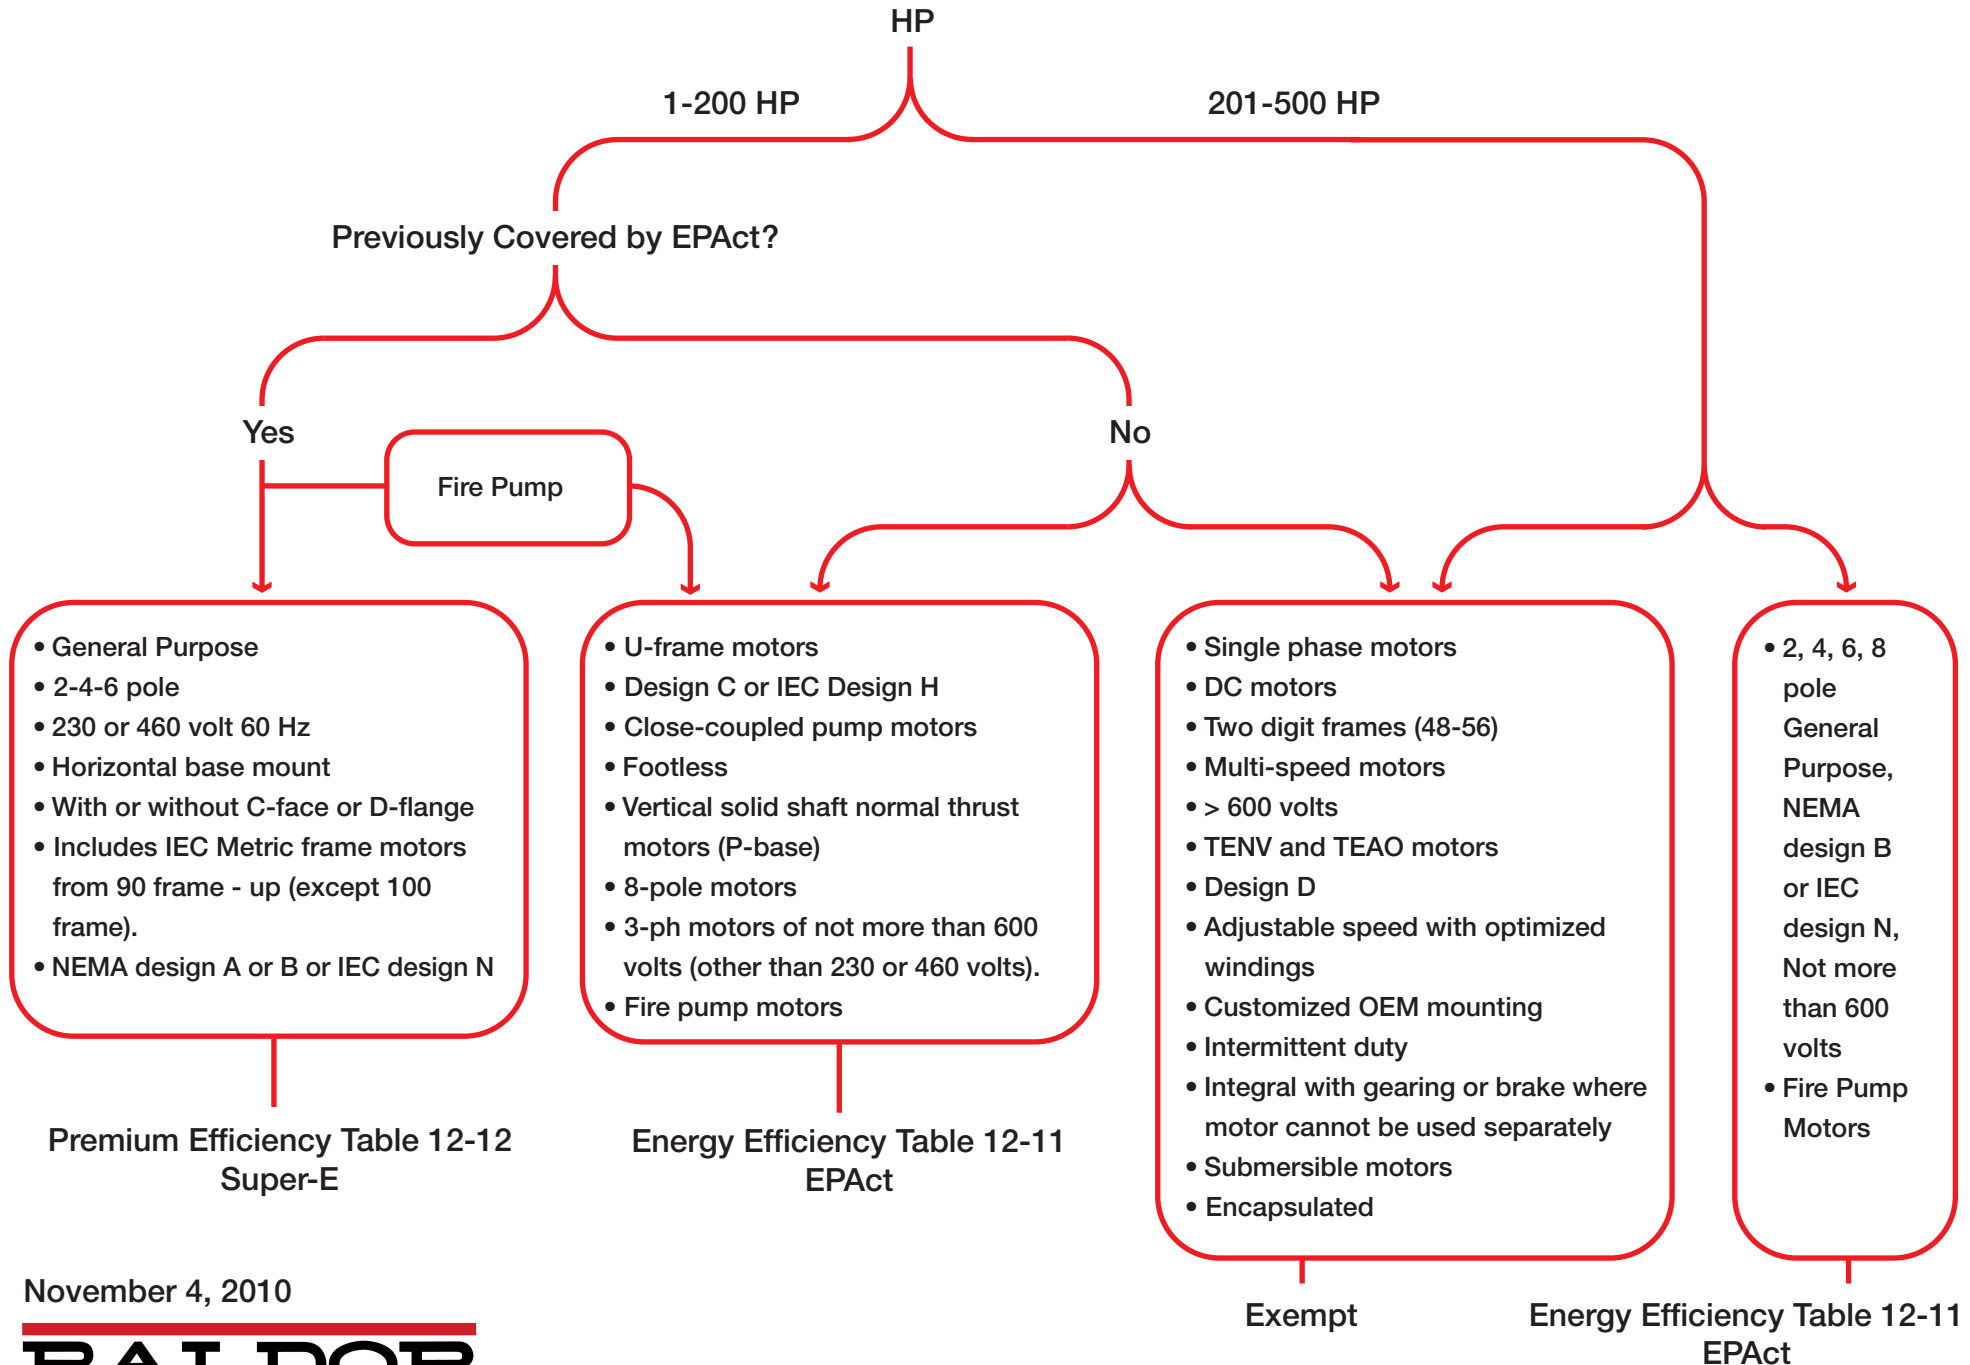 HP
1-200 HP
201-500 HP
Previously Covered by EPAct?
Yes
Fire Pump
No
• General Purpose
• 2-4-6 pole
• 230 or 460 volt 60 Hz
• Horizontal base mount
• With or without C-face or D-flange
• Includes IEC Metric frame motors
from 90 frame - up (except 100
frame).
• NEMA design A or B or IEC design N
Premium Efficiency Table 12-12
Super-E
• U-frame motors
• Design C or IEC Design H
• Close-coupled pump motors
• Footless
• Vertical solid shaft normal thrust
motors (P-base)
• 8-pole motors
• 3-ph motors of not more than 600
volts (other than 230 or 460 volts).
• Fire pump motors
Energy Efficiency Table 12-11
EPAct
• Single phase motors
• DC motors
• Two digit frames (48-56)
• Multi-speed motors
• > 600 volts
• TENV and TEAO motors
• Design D
• Adjustable speed with optimized
windings
• Customized OEM mounting
• Intermittent duty
• Integral with gearing or brake where
motor cannot be used separately
• Submersible motors
• Encapsulated
Exempt
• 2, 4, 6, 8
pole
General
Purpose,
NEMA
design B
or IEC
design N,
Not more
than 600
volts
• Fire Pump
Motors
Energy Efficiency Table 12-11
EPAct
November 4, 2010
BALDOR